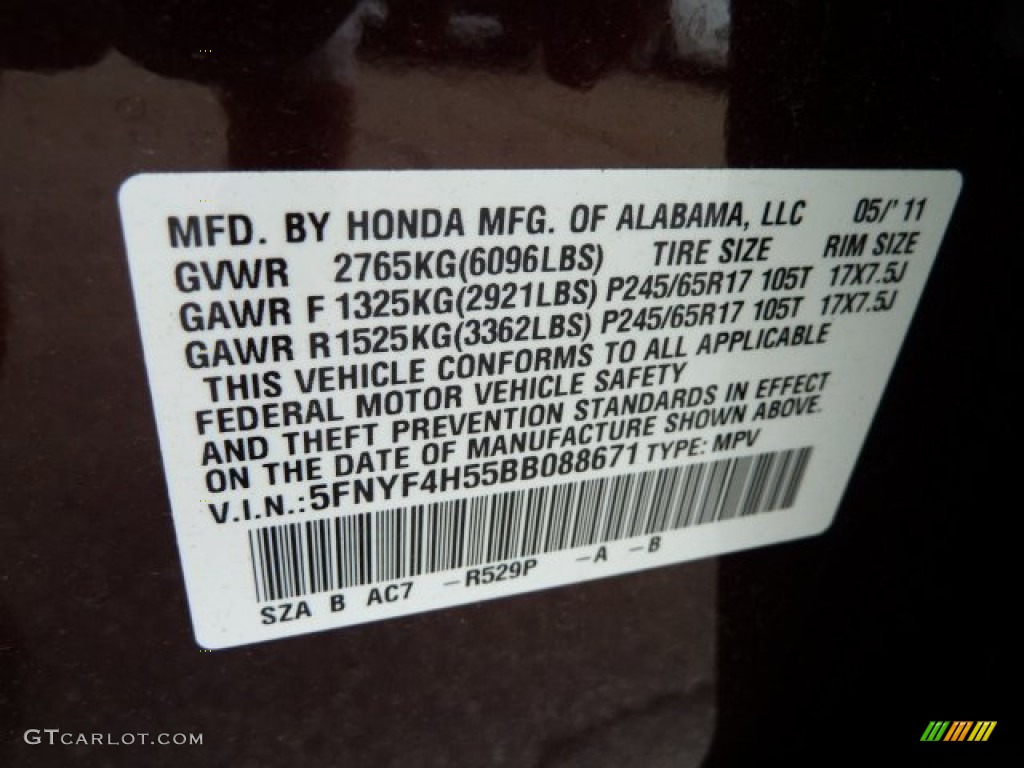 MFD. BY HONDA MFG. OF ALABAMA, LLC 05/'11
GVWR 2765KG(6096LBS) TIRE SIZE RIM SIZE
GAWR F 1325KG(2921LBS) P245/65R17 105T 17X7.5J
GAWR R 1525KG(3362LBS) P245/65R17 105T 17X7.5J
THIS VEHICLE CONFORMS TO ALL APPLICABLE
FEDERAL MOTOR VEHICLE SAFETY
AND THEFT PREVENTION STANDARDS IN EFFECT
ON THE DATE OF MANUFACTURE SHOWN ABOVE.
V.I.N.: 5FNYF4H55BB088671 TYPE: MPV
SZA B AC7 -R529P -A -B
GTCARLOT.COM